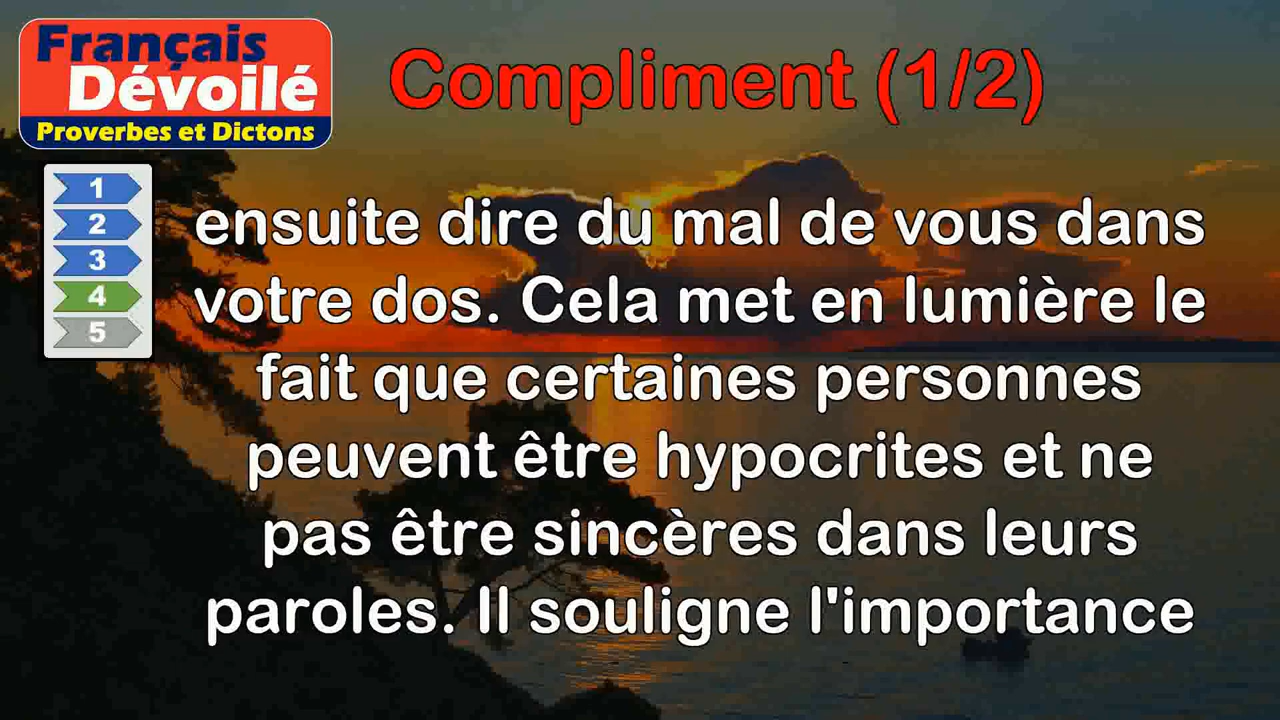 Français
Dévoilé
Proverbes et Dictons
Compliment (1/2)
1
2
3
4
5
ensuite dire du mal de vous dans
votre dos. Cela met en lumière le
fait que certaines personnes
peuvent être hypocrites et ne
pas être sincères dans leurs
paroles. Il souligne l'importance